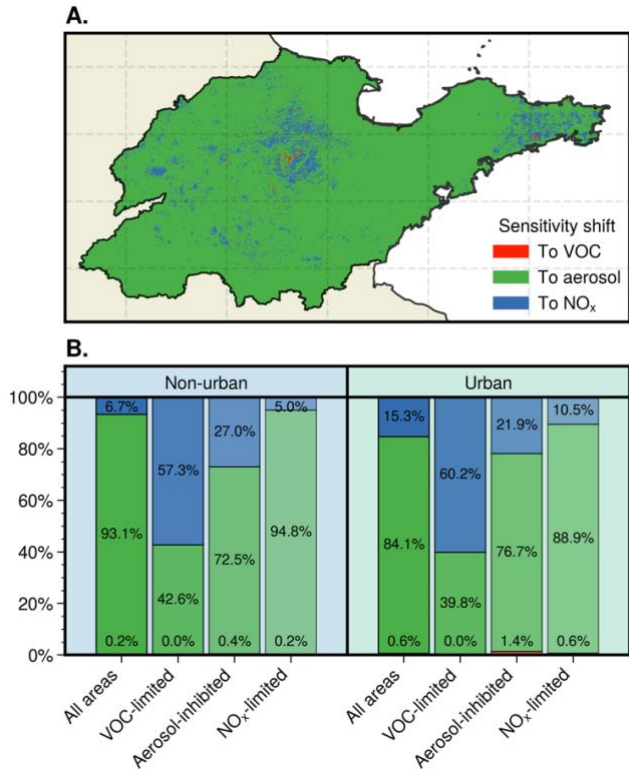 A.
Sensitivity shift
To VOC
To aerosol
To NOₓ
B.
Non-urban
Urban
100%
80%
60%
40%
20%
0%
6.7%
93.1%
0.2%
57.3%
42.6%
0.0%
27.0%
72.5%
0.4%
5.0%
94.8%
0.2%
15.3%
84.1%
0.6%
60.2%
39.8%
0.0%
21.9%
76.7%
1.4%
10.5%
88.9%
0.6%
All areas
VOC-limited
Aerosol-inhibited
NOₓ-limited
All areas
VOC-limited
Aerosol-inhibited
NOₓ-limited